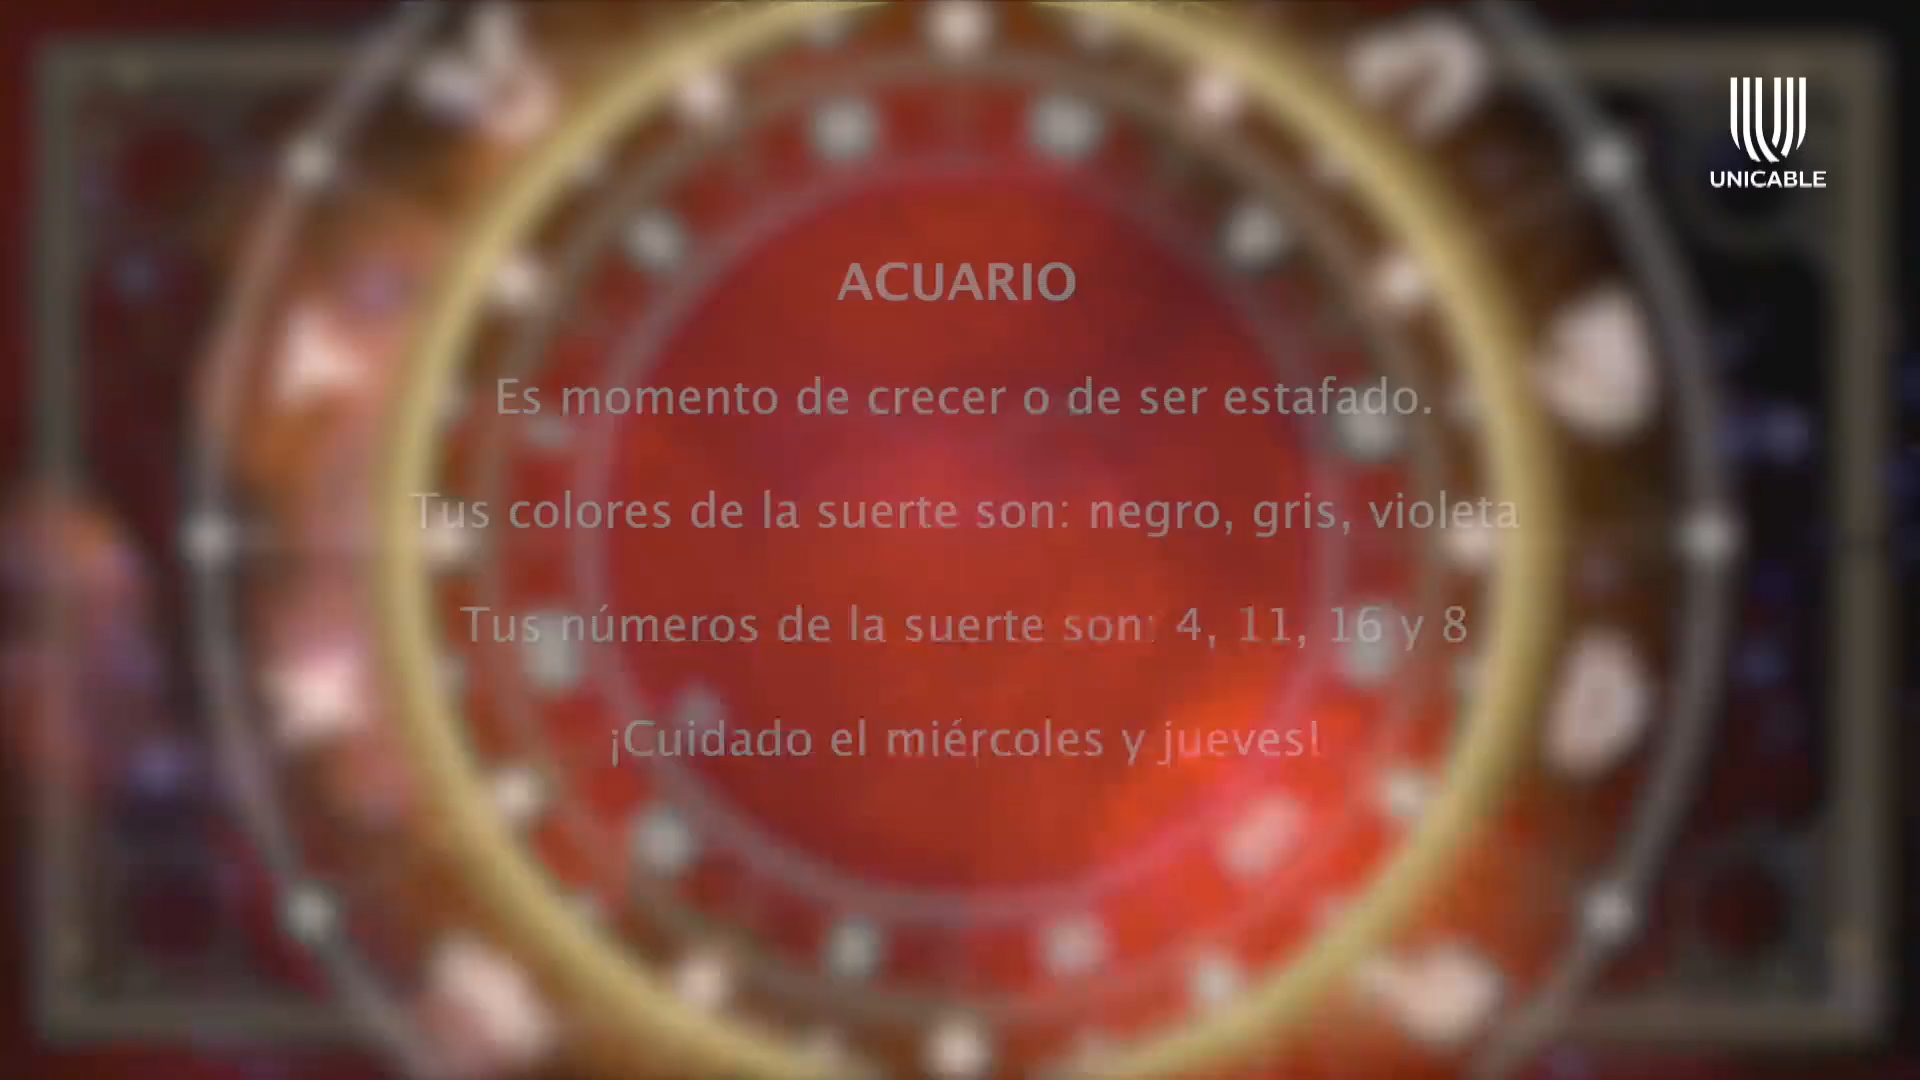 UNICABLE
ACUARIO
Es momento de crecer o de ser estafado.
Tus colores de la suerte son: negro, gris, violeta
Tus números de la suerte son: 4, 11, 16 y 8
¡Cuidado el miércoles y jueves!